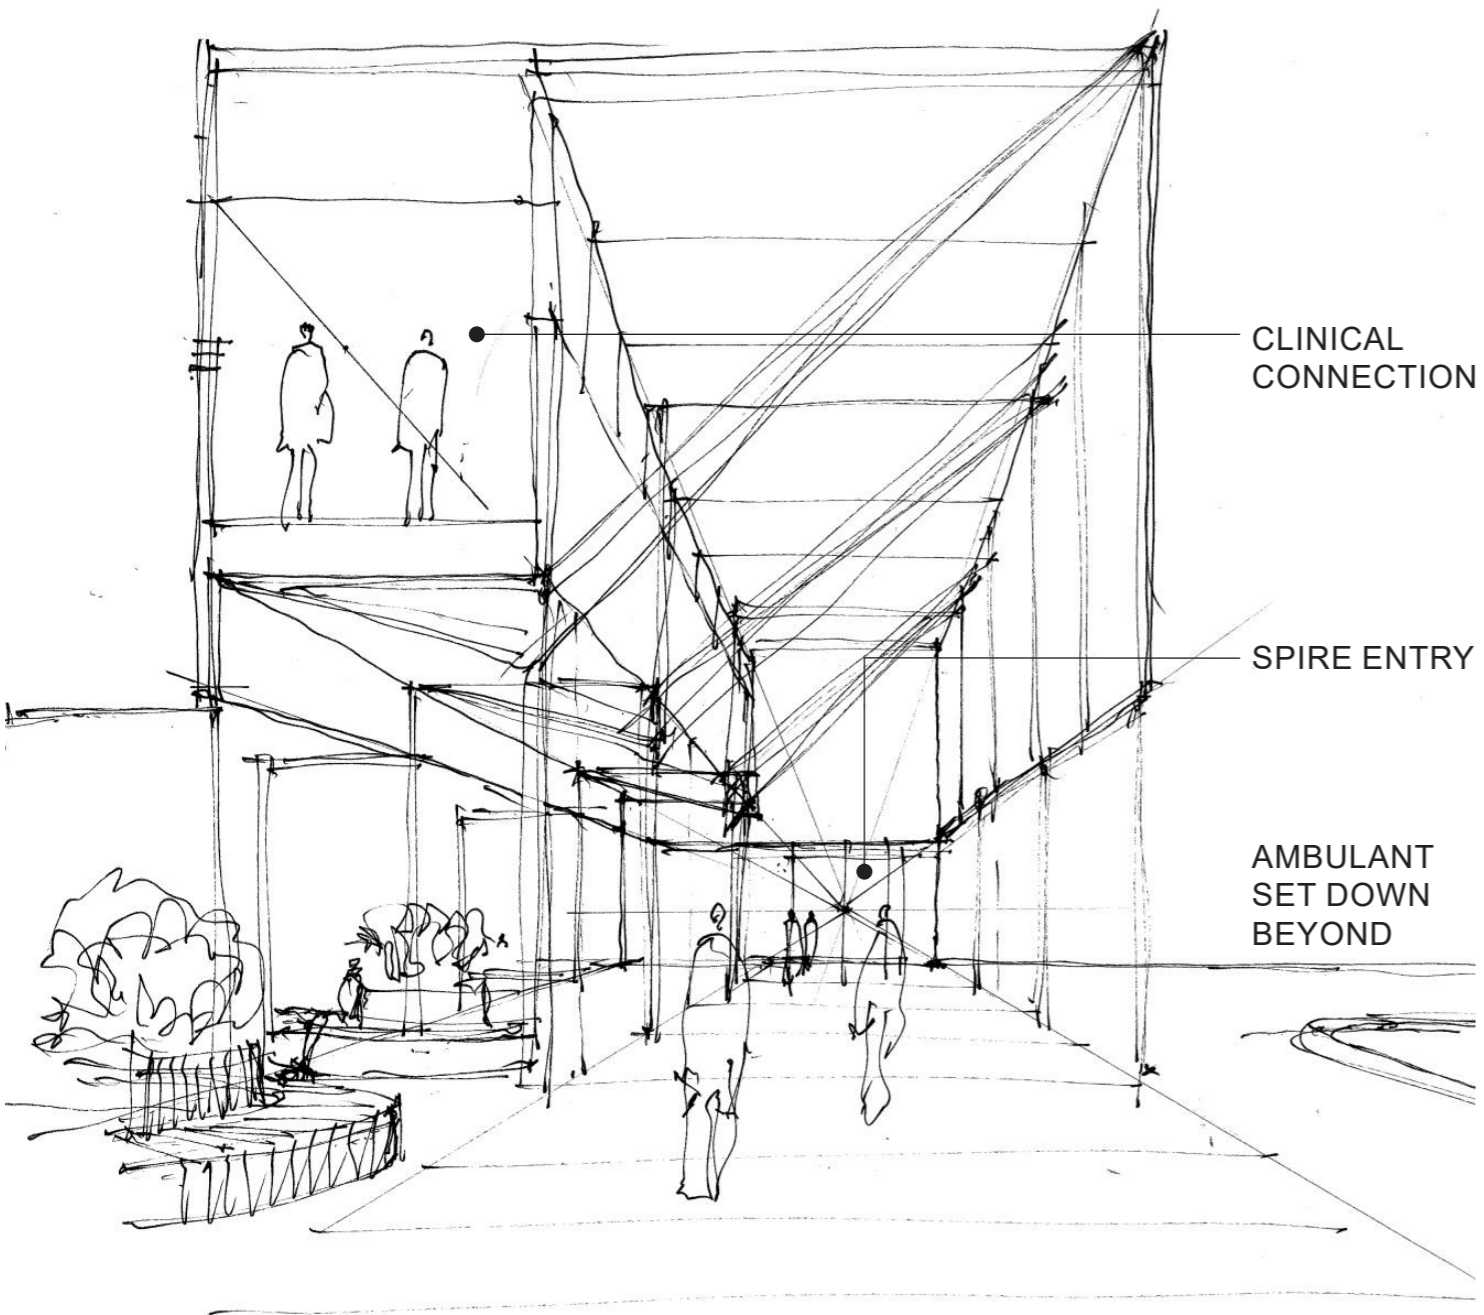 CLINICAL
CONNECTION
SPIRE ENTRY
AMBULANT
SET DOWN
BEYOND